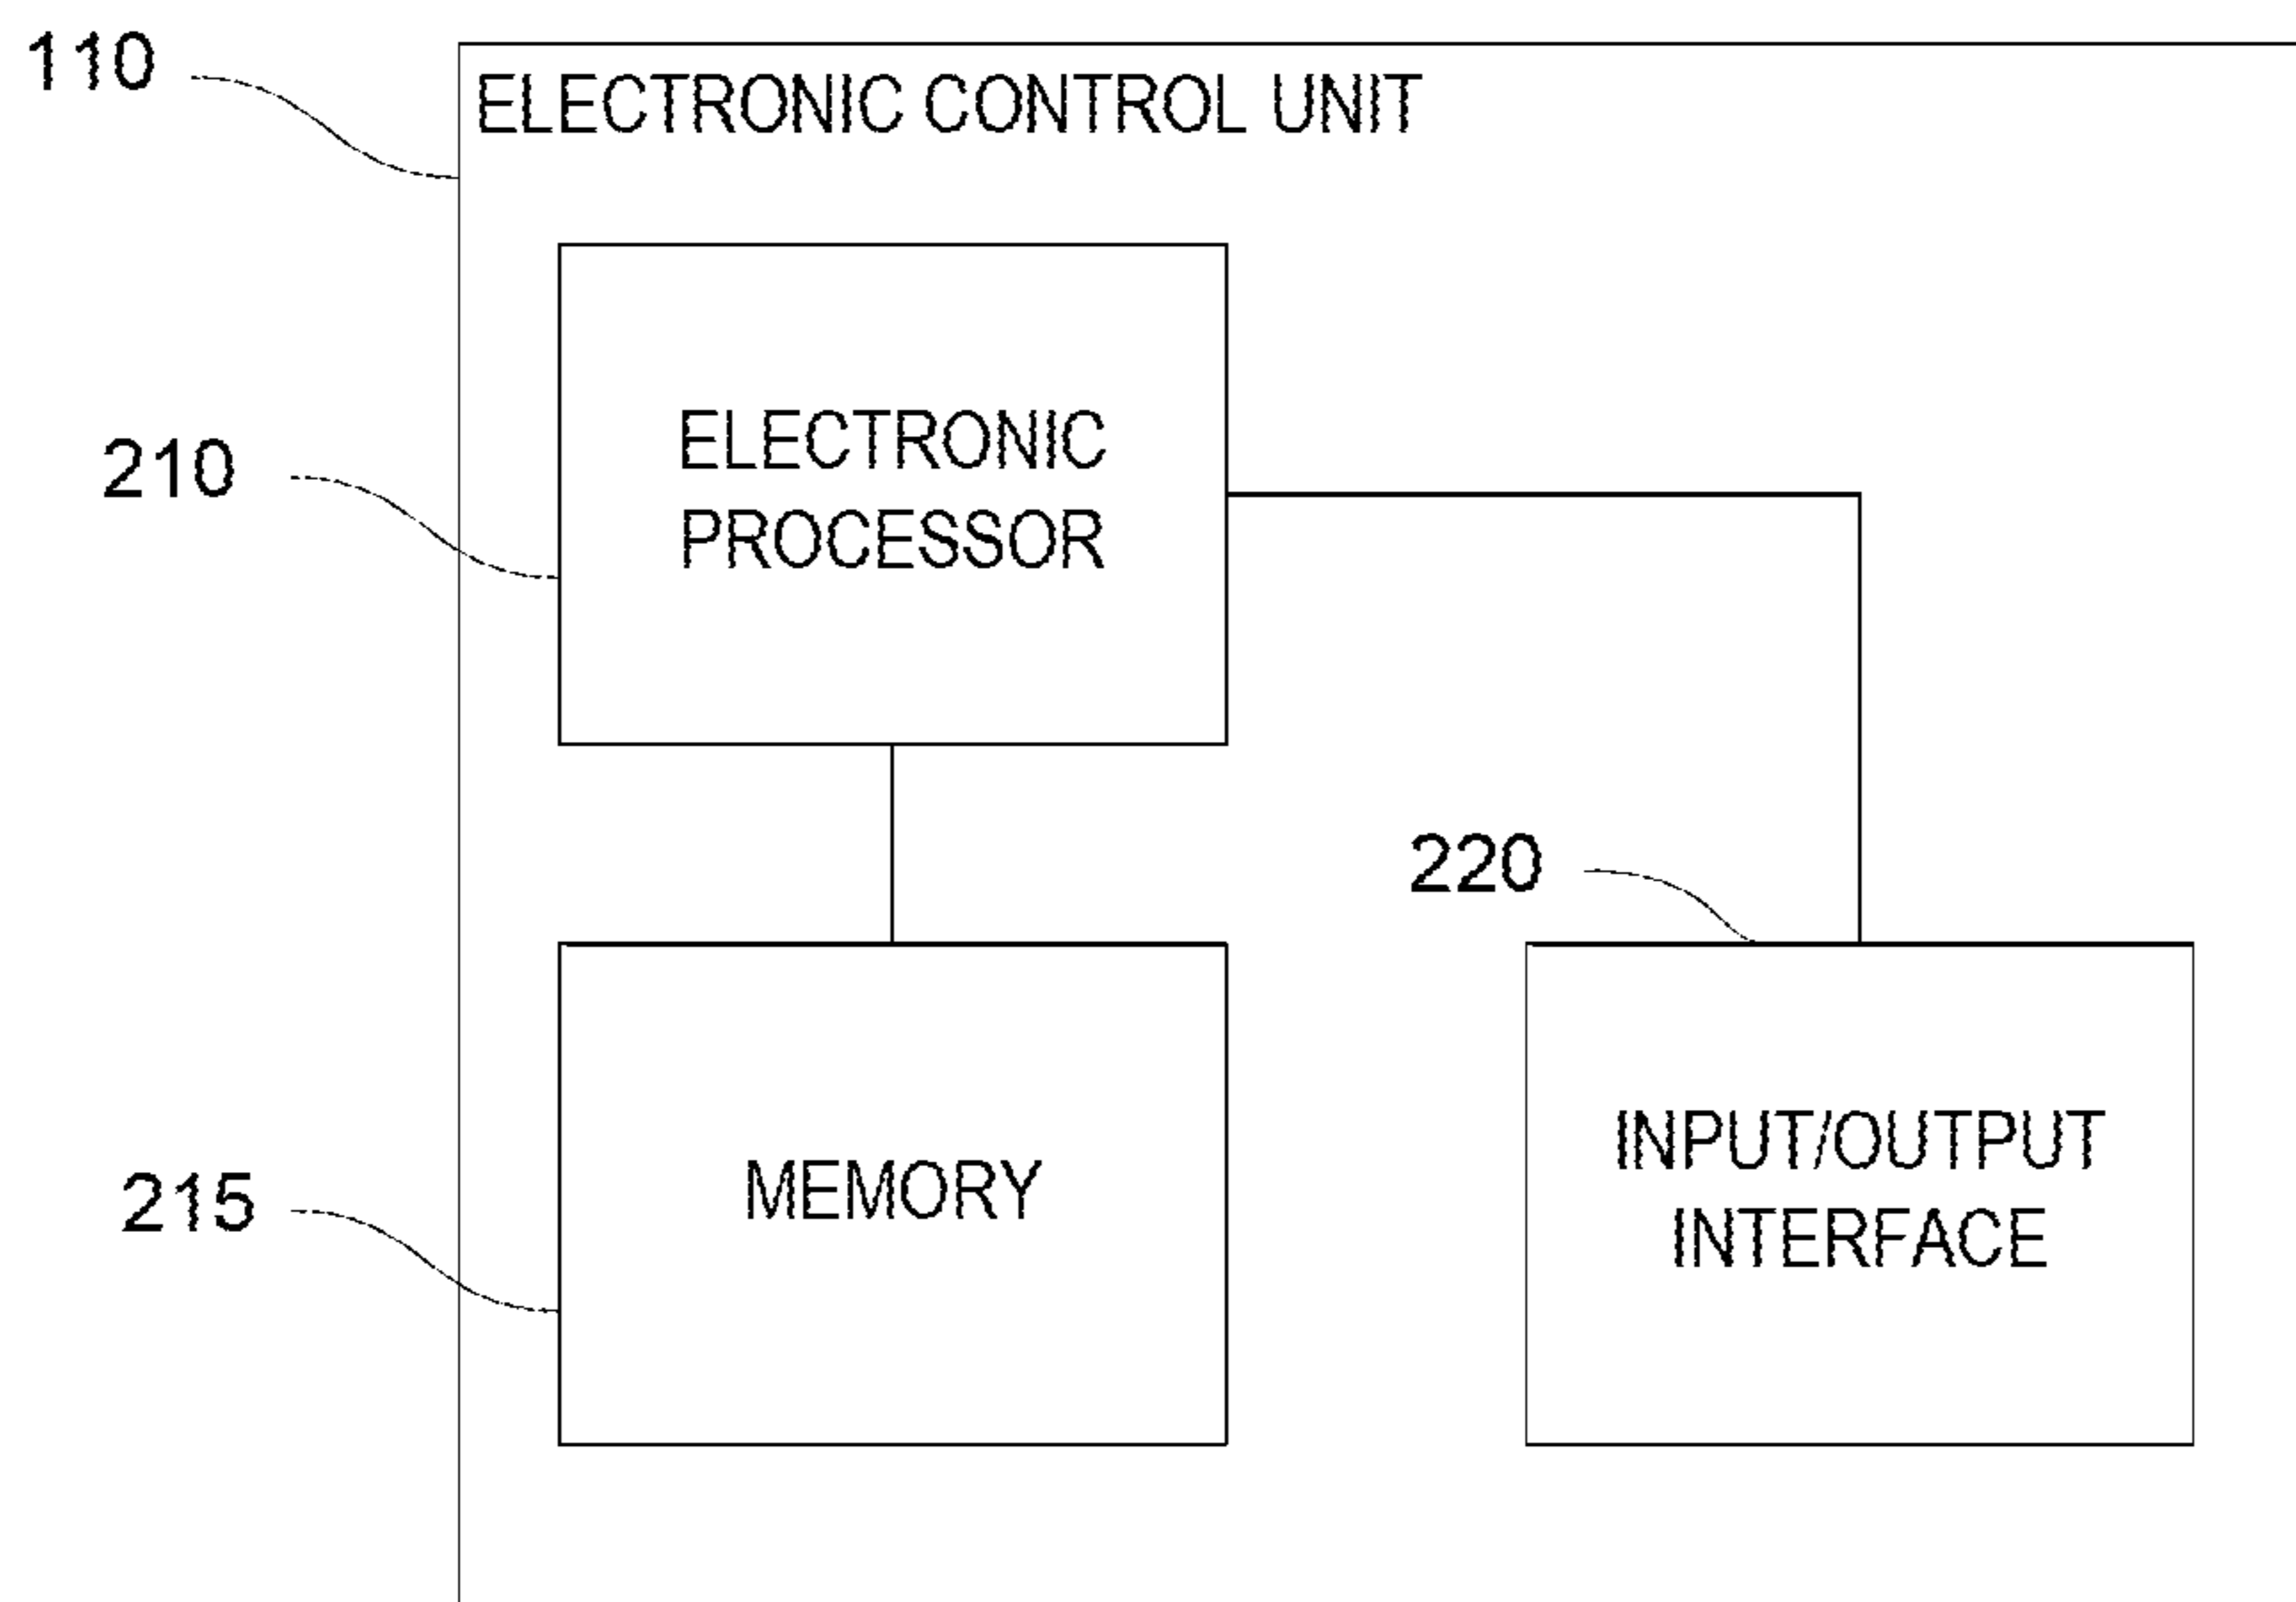 110
ELECTRONIC CONTROL UNIT
210
ELECTRONIC
PROCESSOR
220
215
MEMORY
INPUT/OUTPUT
INTERFACE